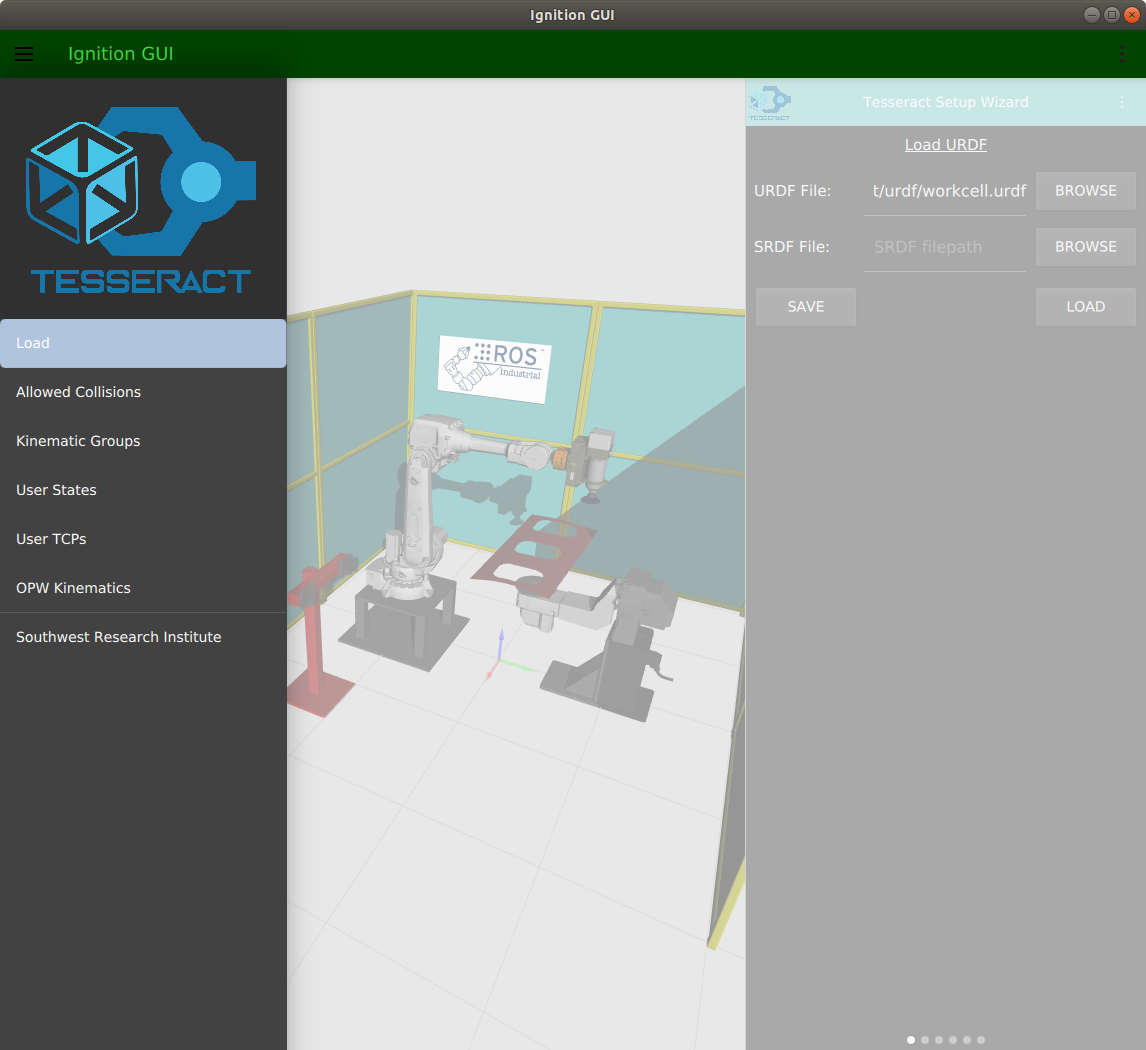 Ignition GUI
Ignition GUI
TESSERACT
Load
Allowed Collisions
Kinematic Groups
User States
User TCPs
OPW Kinematics
Southwest Research Institute
ROS
Industrial
TESSERACT
Tesseract Setup Wizard
Load URDF
URDF File: t/urdf/workcell.urdf BROWSE
SRDF File: SRDF filepath BROWSE
SAVE LOAD